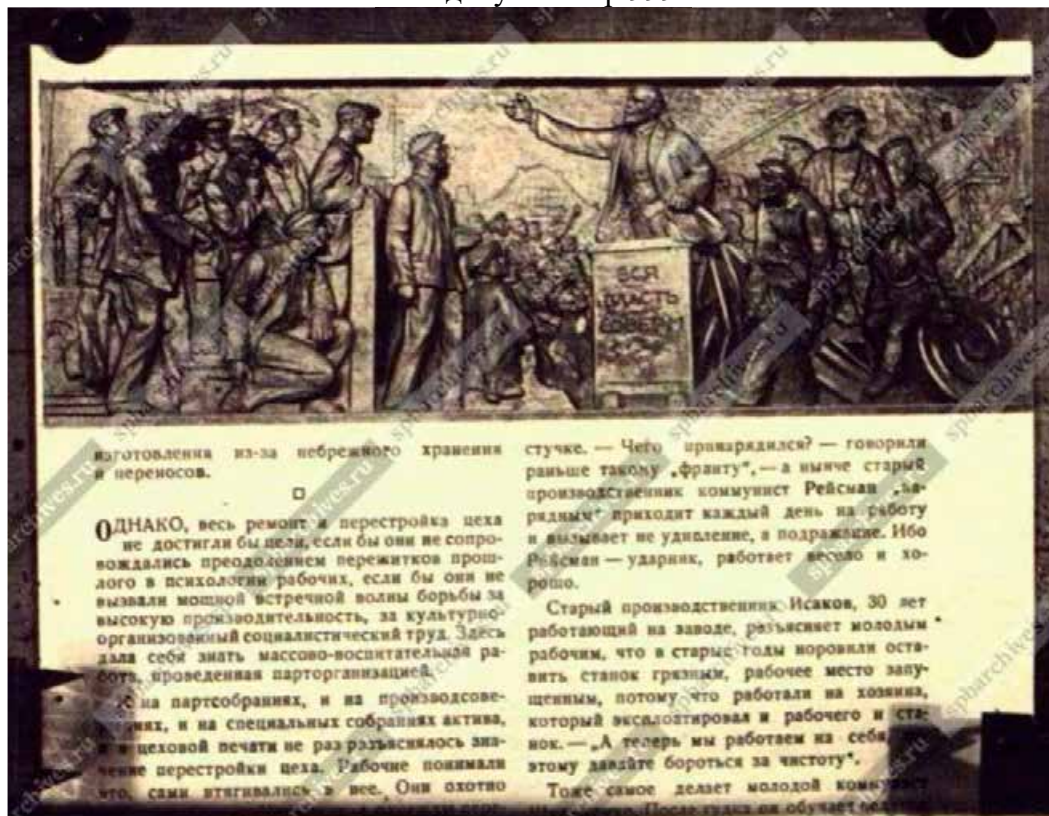 ВСЯ
ВЛАСТЬ
СОВЕТАМ
изготовления из-за небрежного хранения
и переносов.
ОДНАКО, весь ремонт и перестройка цеха
не достигли бы цели, если бы они не сопро-
вождались преодолением пережитков прош-
лого в психологии рабочих, если бы они не
вызвали мощной встречной волны борьбы за
высокую производительность, за культурно-
организованный социалистический труд. Здесь
дала себя знать массово-воспитательная ра-
бота, проведенная парторганизацией.
И на партсобраниях, и на производсове-
щаниях, и на специальных собраниях актива,
и в цеховой печати не раз разъяснялось зна-
чение перестройки цеха. Рабочие понимали
это, сами втягивались в нее. Они охотно
стучке. — Чего принарядился? — говорили
раньше такому „франту“, — а нынче старый
производственник коммунист Рейсман „на-
рядным“ приходит каждый день на работу
и вызывает не удивление, а подражание. Ибо
Рейсман — ударник, работает весело и хо-
рошо.
Старый производственник Исаков, 30 лет
работающий на заводе, разъясняет молодым
рабочим, что в старые годы норовили оста-
вить станок грязным, рабочее место запу-
щенным, потому что работали на хозяина,
который эксплоатировал и рабочего и ста-
нок. — „А теперь мы работаем на себя,
этому давайте бороться за чистоту“.
Тоже самое делает молодой коммунист
После гудка он обучает
spbarchives.ru